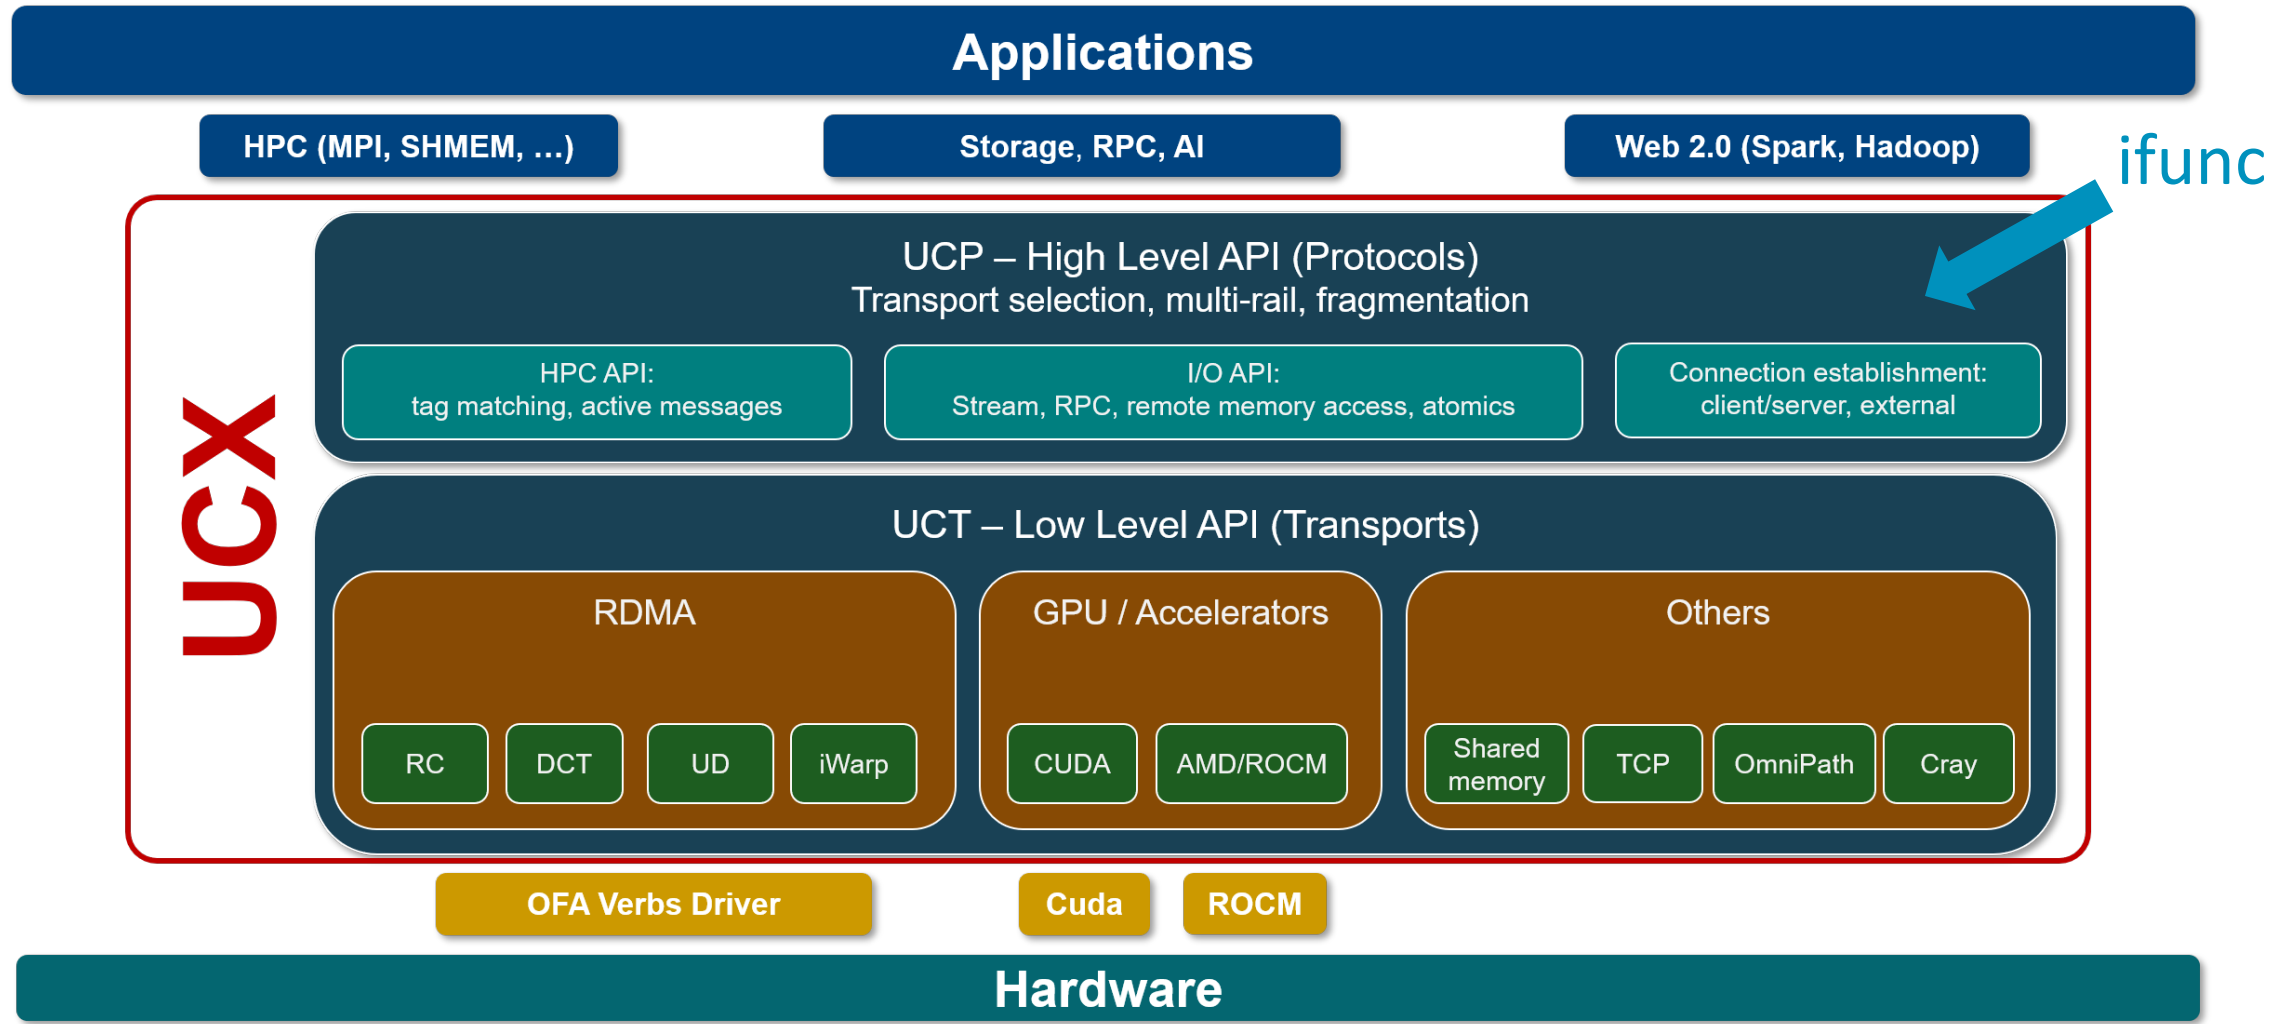 Applications
HPC (MPI, SHMEM, ...)
Storage, RPC, AI
Web 2.0 (Spark, Hadoop)
ifunc
UCX
UCP – High Level API (Protocols)
Transport selection, multi-rail, fragmentation
HPC API:
tag matching, active messages
I/O API:
Stream, RPC, remote memory access, atomics
Connection establishment:
client/server, external
UCT – Low Level API (Transports)
RDMA
RC
DCT
UD
iWarp
GPU / Accelerators
CUDA
AMD/ROCM
Others
Shared
memory
TCP
OmniPath
Cray
OFA Verbs Driver
Cuda
ROCM
Hardware